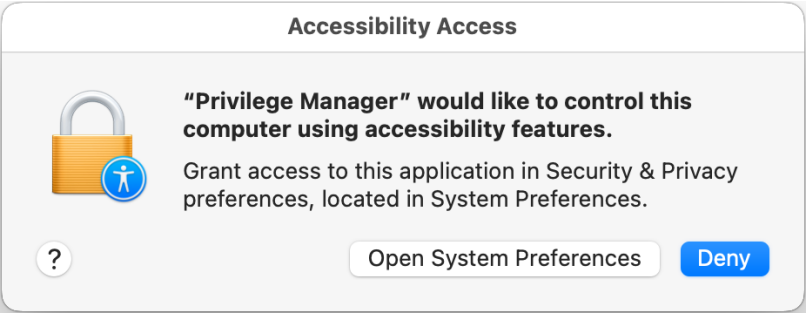 Accessibility Access
“Privilege Manager” would like to control this
computer using accessibility features.
Grant access to this application in Security & Privacy
preferences, located in System Preferences.
?
Open System Preferences
Deny